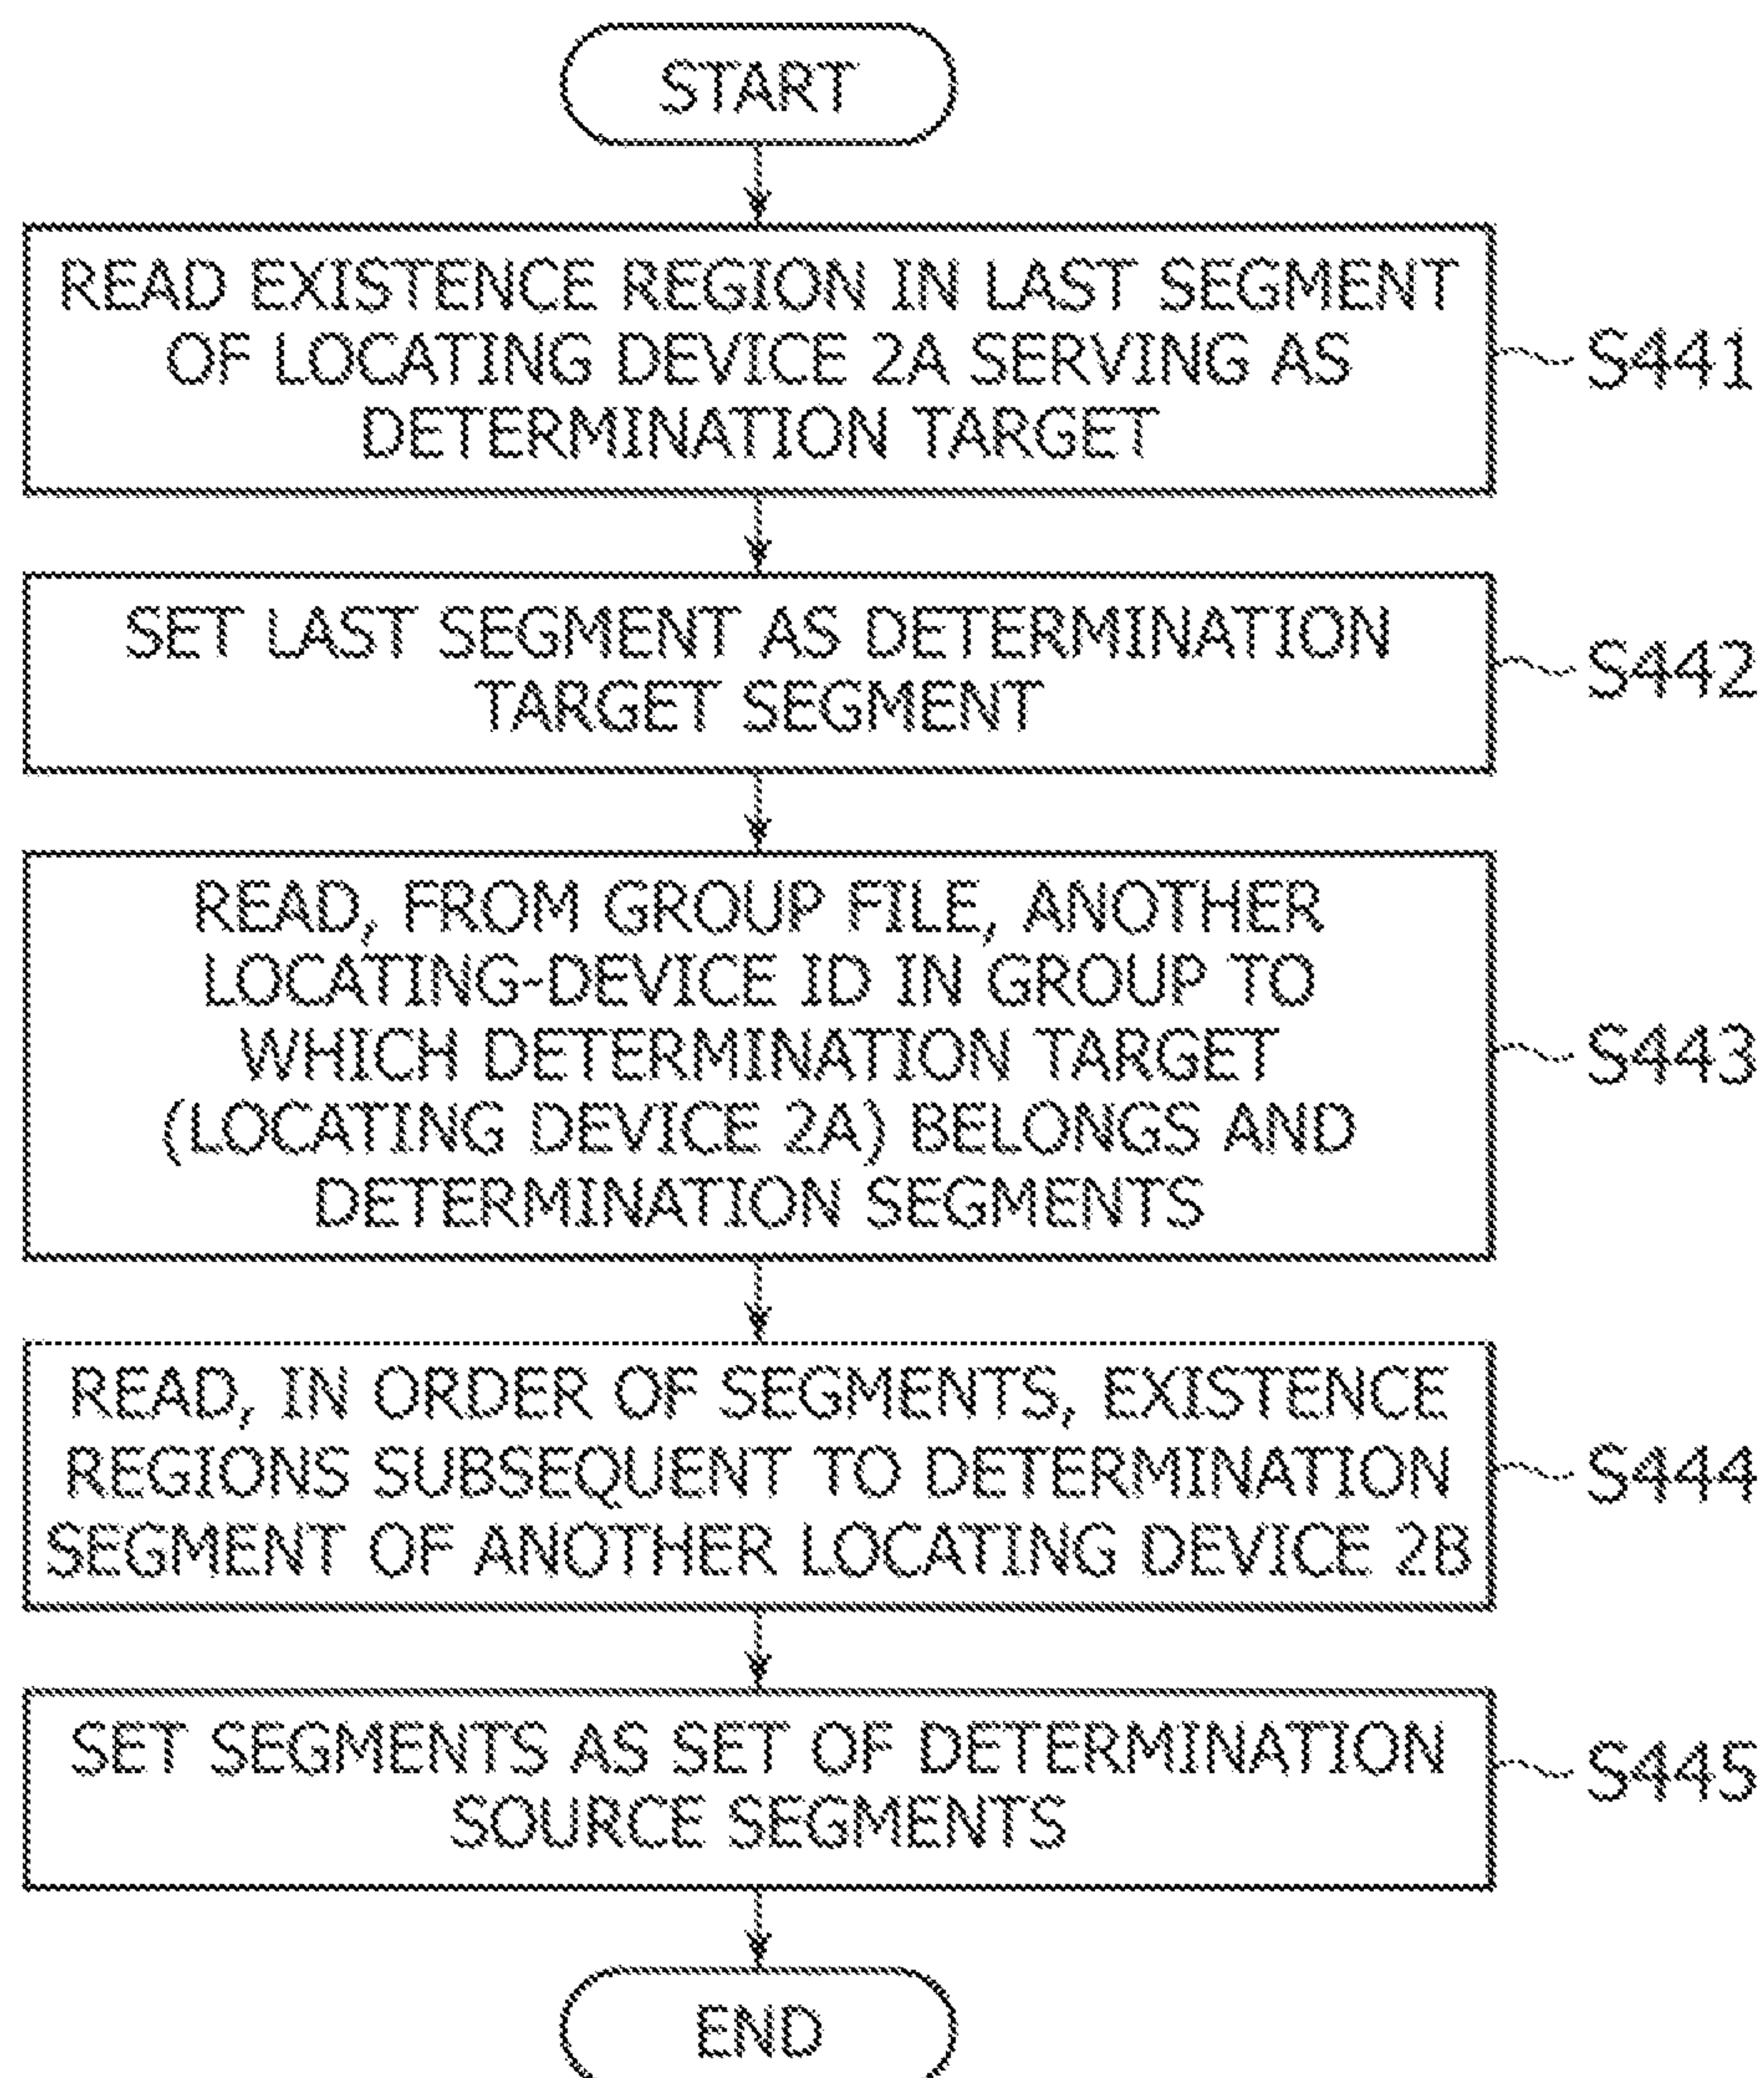 START
READ EXISTENCE REGION IN LAST SEGMENT
OF LOCATING DEVICE 2A SERVING AS
DETERMINATION TARGET
S441
SET LAST SEGMENT AS DETERMINATION
TARGET SEGMENT
S442
READ, FROM GROUP FILE, ANOTHER
LOCATING-DEVICE ID IN GROUP TO
WHICH DETERMINATION TARGET
(LOCATING DEVICE 2A) BELONGS AND
DETERMINATION SEGMENTS
S443
READ, IN ORDER OF SEGMENTS, EXISTENCE
REGIONS SUBSEQUENT TO DETERMINATION
SEGMENT OF ANOTHER LOCATING DEVICE 2B
S444
SET SEGMENTS AS SET OF DETERMINATION
SOURCE SEGMENTS
S445
END